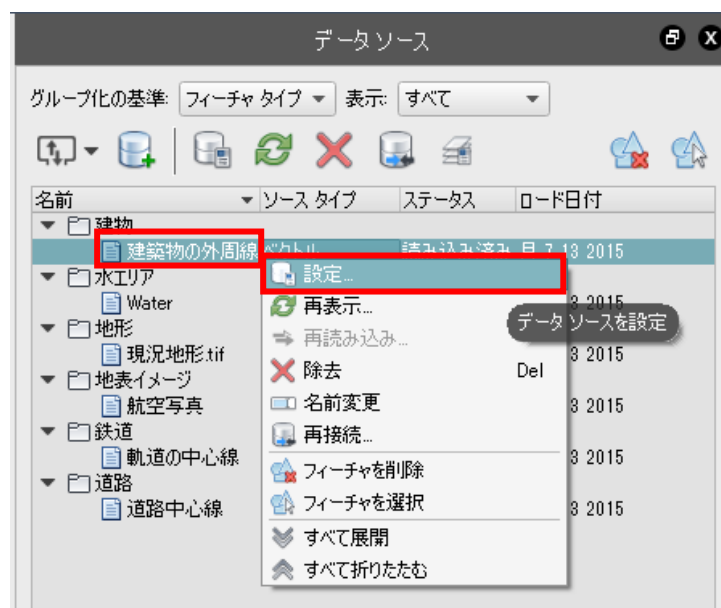 データ ソース
グループ化の基準: フィーチャ タイプ 表示: すべて
名前 ソース タイプ ステータス ロード日付
建物
建築物の外周線 ベクトル 読み込み済み 月 7 13 2015
水エリア
設定...
Water
再表示...
3 2015
データソースを設定
地形
再読み込み...
現況地形.tif
3 2015
除去 Del
地表イメージ
航空写真
名前変更
3 2015
鉄道
再接続...
軌道の中心線
フィーチャを削除
3 2015
道路
道路中心線
フィーチャを選択
3 2015
すべて展開
すべて折りたたむ